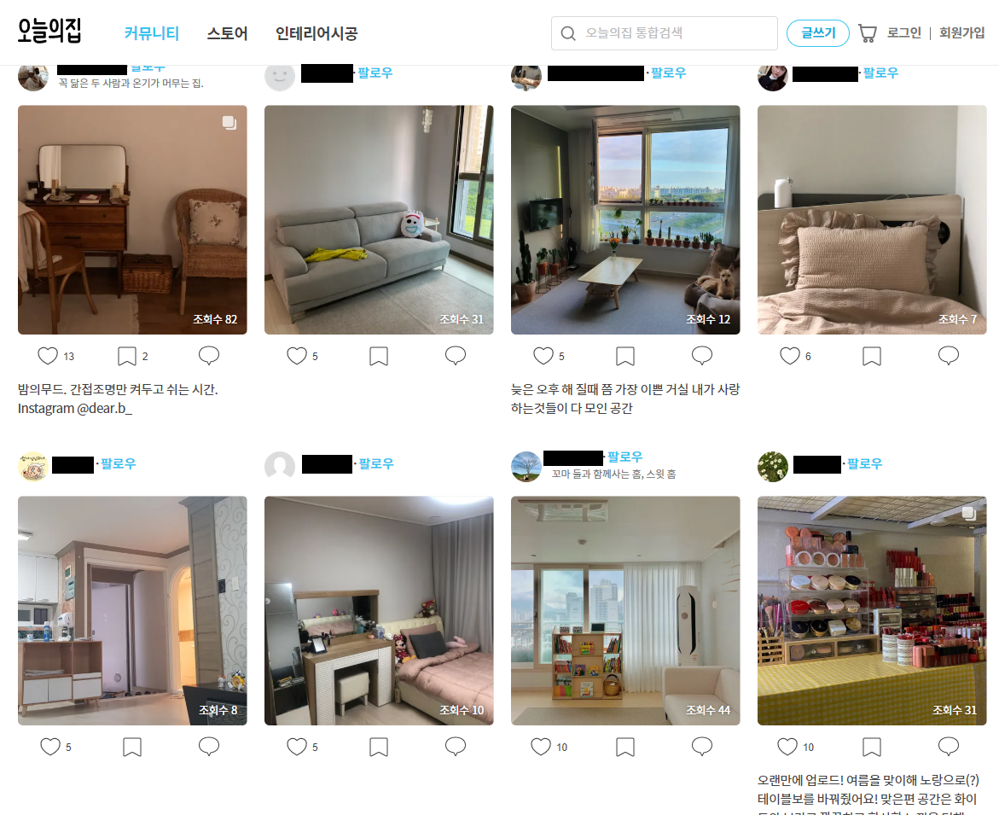 오늘의집
커뮤니티
스토어
인테리어시공
오늘의집 통합검색
글쓰기
로그인 | 회원가입
팔로우
꼭 닮은 두 사람과 온기가 머무는 집.
·팔로우
·팔로우
·팔로우
조회수 82
조회수 31
조회수 12
조회수 7
13
2
5
5
6
밤의무드. 간접조명만 켜두고 쉬는 시간.
Instagram @dear.b_
늦은 오후 해 질때 쯤 가장 이쁜 거실 내가 사랑
하는것들이 다 모인 공간
·팔로우
·팔로우
·팔로우
꼬마 들과 함께사는 홈, 스윗 홈
·팔로우
조회수 8
조회수 10
조회수 44
조회수 31
5
5
10
10
오랜만에 업로드! 여름을 맞이해 노랑으로(?)
테이블보를 바꿔줬어요! 맞은편 공간은 화이